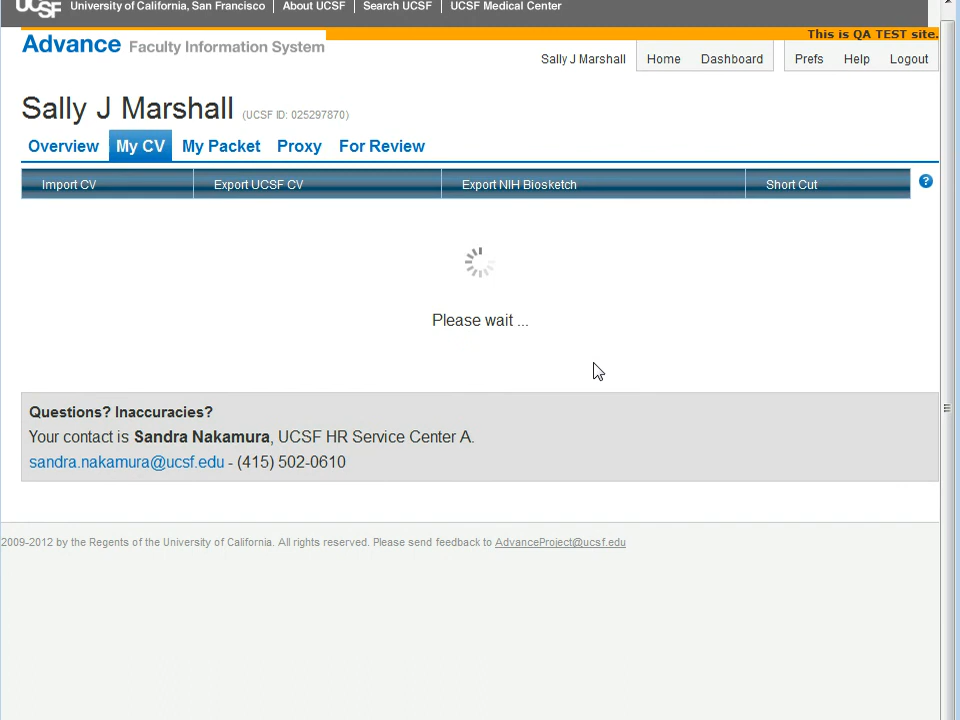 UCSF University of California, San Francisco | About UCSF | Search UCSF | UCSF Medical Center
This is QA TEST site.
Advance Faculty Information System
Sally J Marshall Home Dashboard Prefs Help Logout
Sally J Marshall (UCSF ID: 025297870)
Overview My CV My Packet Proxy For Review
Import CV Export UCSF CV Export NIH Biosketch Short Cut ?
Please wait ...
Questions? Inaccuracies?
Your contact is Sandra Nakamura, UCSF HR Service Center A.
sandra.nakamura@ucsf.edu - (415) 502-0610
2009-2012 by the Regents of the University of California. All rights reserved. Please send feedback to AdvanceProject@ucsf.edu